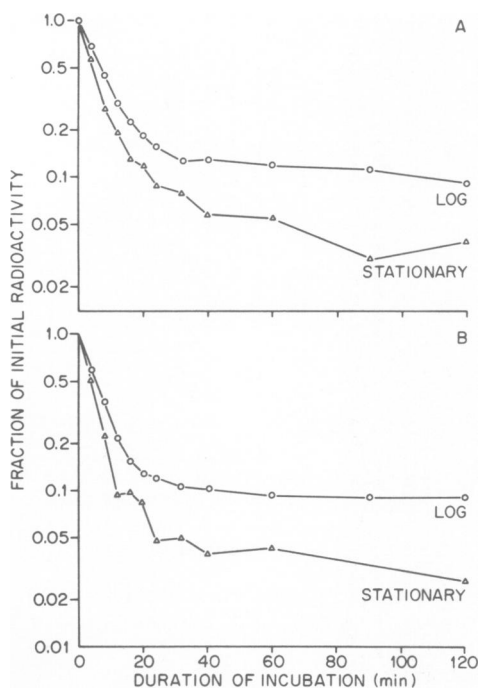 A
1.0
0.5
0.2
0.1
0.05
0.02
LOG
STATIONARY
B
1.0
0.5
0.2
0.1
0.05
0.02
0.01
LOG
STATIONARY
0 20 40 60 80 100 120
FRACTION OF INITIAL RADIOACTIVITY
DURATION OF INCUBATION (min)